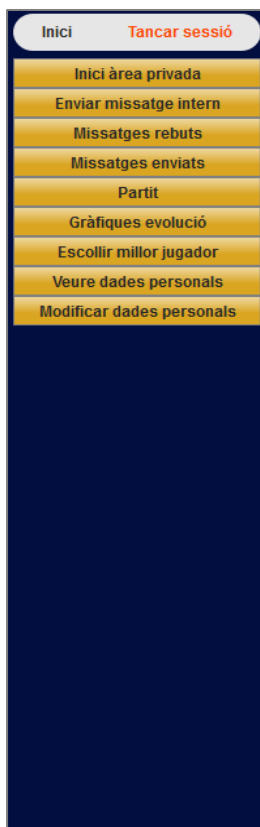 Inici Tancar sessió
Inici àrea privada
Enviar missatge intern
Missatges rebuts
Missatges enviats
Partit
Gràfiques evolució
Escollir millor jugador
Veure dades personals
Modificar dades personals